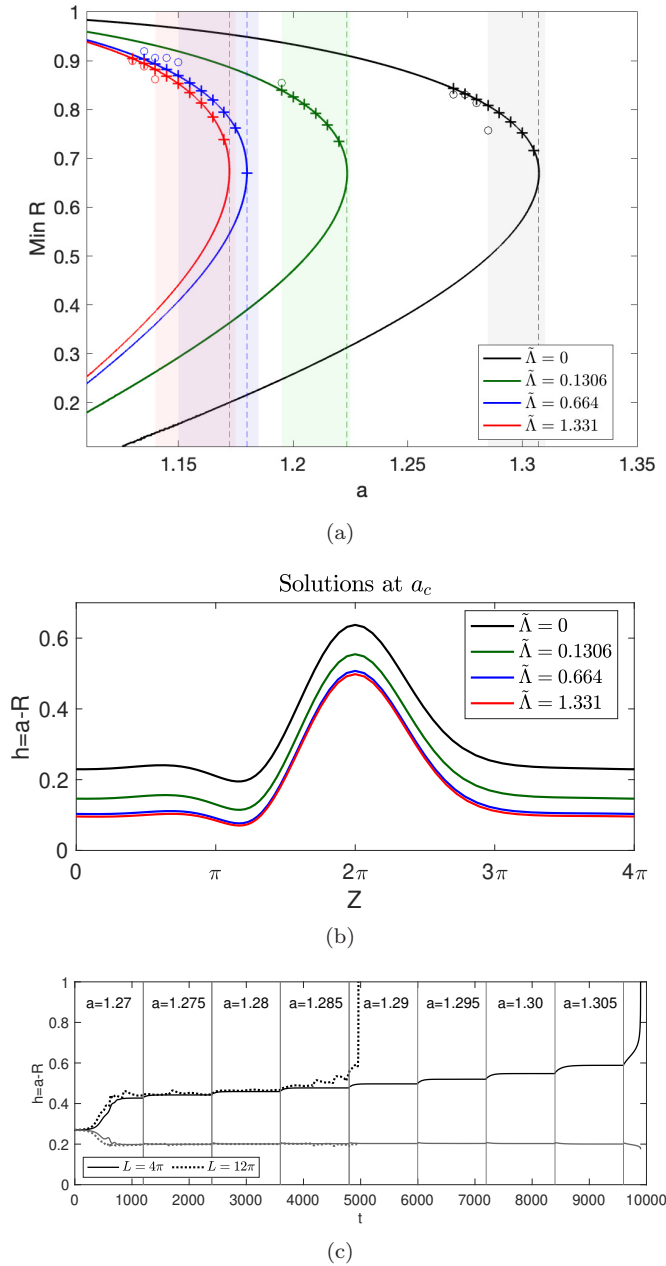 1
0.9
0.8
0.7
0.6
0.5
0.4
0.3
0.2
Min R
1.15
1.2
1.25
1.3
1.35
a
Λ̃ = 0
Λ̃ = 0.1306
Λ̃ = 0.664
Λ̃ = 1.331
(a)
Solutions at a_c
0.6
0.4
0.2
0
h=a-R
0
π
2π
3π
4π
Z
Λ̃ = 0
Λ̃ = 0.1306
Λ̃ = 0.664
Λ̃ = 1.331
(b)
1
0.8
0.6
0.4
0.2
0
h=a-R
a=1.27 a=1.275 a=1.28 a=1.285 a=1.29 a=1.295 a=1.30 a=1.305
L = 4π L = 12π
0 1000 2000 3000 4000 5000 6000 7000 8000 9000 10000
t
(c)